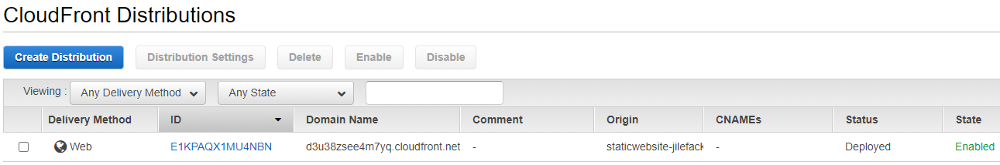 CloudFront Distributions
Create Distribution Distribution Settings Delete Enable Disable
Viewing : Any Delivery Method Any State
Delivery Method ID Domain Name Comment Origin CNAMEs Status State
Web E1KPAQX1MU4NBN d3u38zsee4m7yq.cloudfront.net - staticwebsite-jilefack - Deployed Enabled